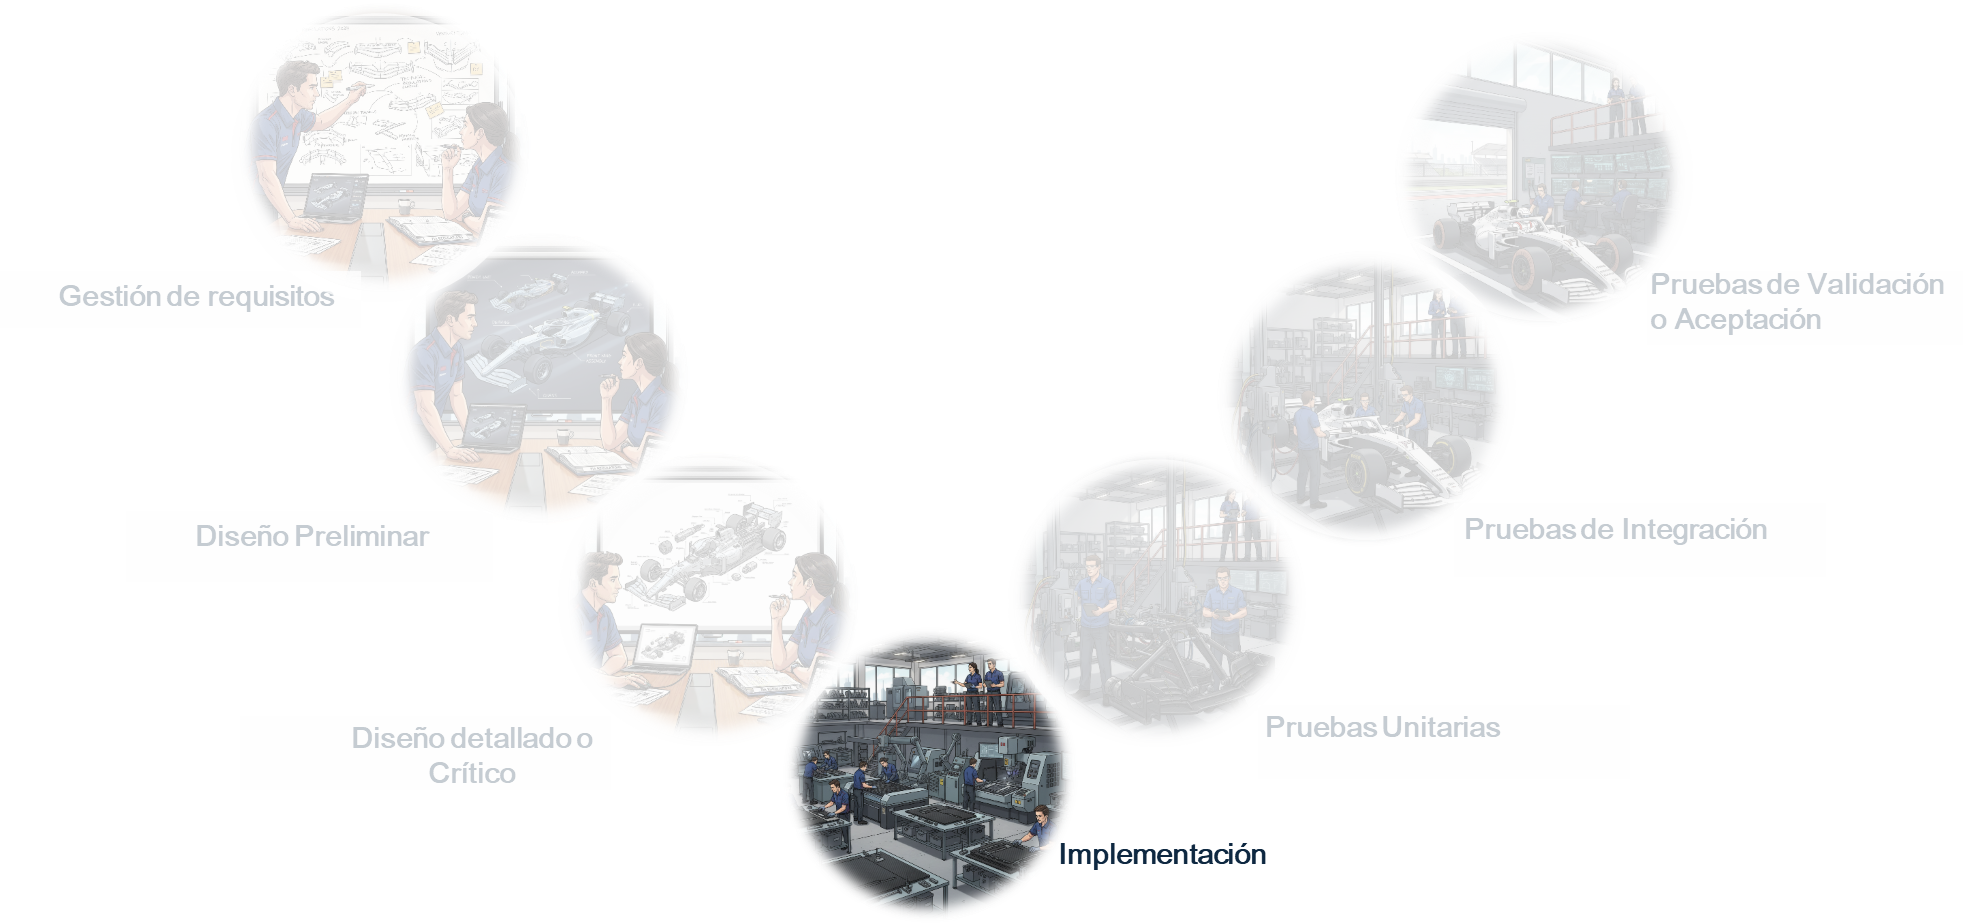 Gestión de requisitos
Diseño Preliminar
Diseño detallado o
Crítico
Implementación
Pruebas Unitarias
Pruebas de Integración
Pruebas de Validación
o Aceptación